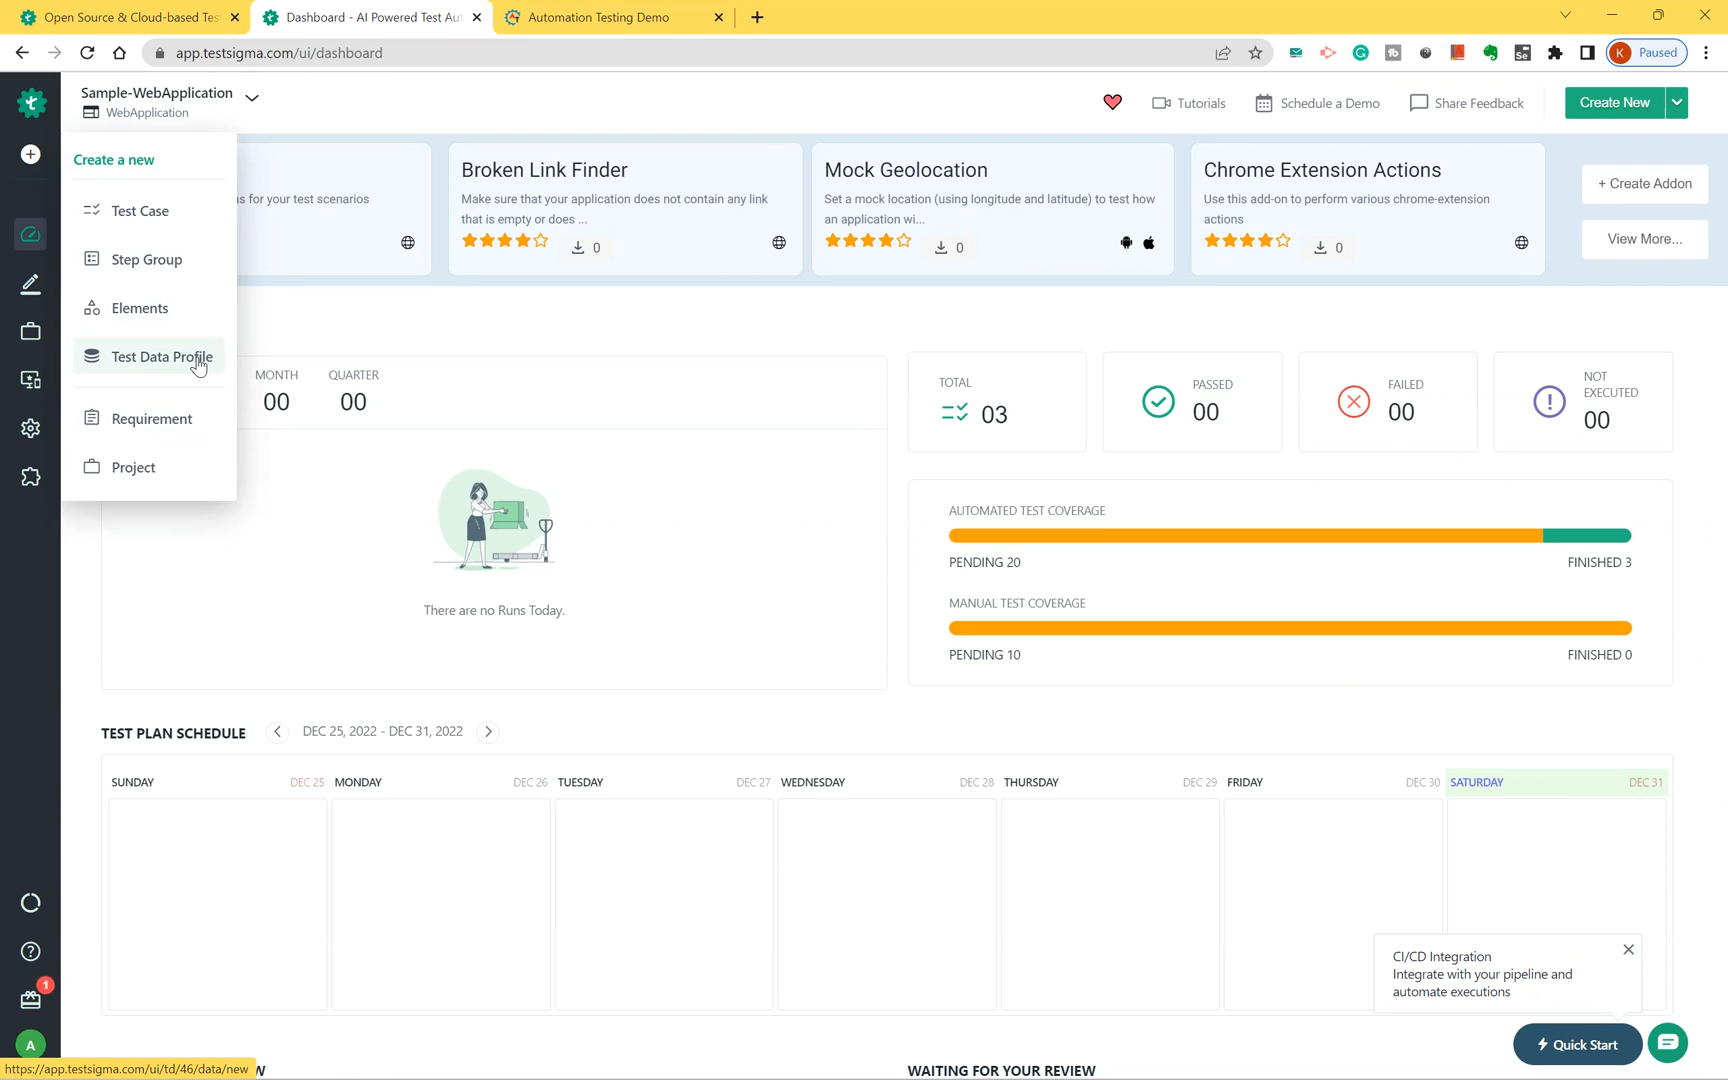 Open Source & Cloud-based Tes
Dashboard - AI Powered Test Aut
Automation Testing Demo
app.testsigma.com/ui/dashboard
K Paused
Sample-WebApplication
WebApplication
Tutorials
Schedule a Demo
Share Feedback
Create New
Create a new
Test Case
Step Group
Elements
Test Data Profile
Requirement
Project
ns for your test scenarios
Broken Link Finder
Make sure that your application does not contain any link
that is empty or does ...
0
Mock Geolocation
Set a mock location (using longitude and latitude) to test how
an application wi...
0
Chrome Extension Actions
Use this add-on to perform various chrome-extension
actions
0
+ Create Addon
View More...
MONTH
00
QUARTER
00
There are no Runs Today.
TOTAL
03
PASSED
00
FAILED
00
NOT
EXECUTED
00
AUTOMATED TEST COVERAGE
PENDING 20
FINISHED 3
MANUAL TEST COVERAGE
PENDING 10
FINISHED 0
TEST PLAN SCHEDULE
DEC 25, 2022 - DEC 31, 2022
SUNDAY DEC 25
MONDAY DEC 26
TUESDAY DEC 27
WEDNESDAY DEC 28
THURSDAY DEC 29
FRIDAY DEC 30
SATURDAY DEC 31
CI/CD Integration
Integrate with your pipeline and
automate executions
Quick Start
1
A
https://app.testsigma.com/ui/td/46/data/new
W
WAITING FOR YOUR REVIEW